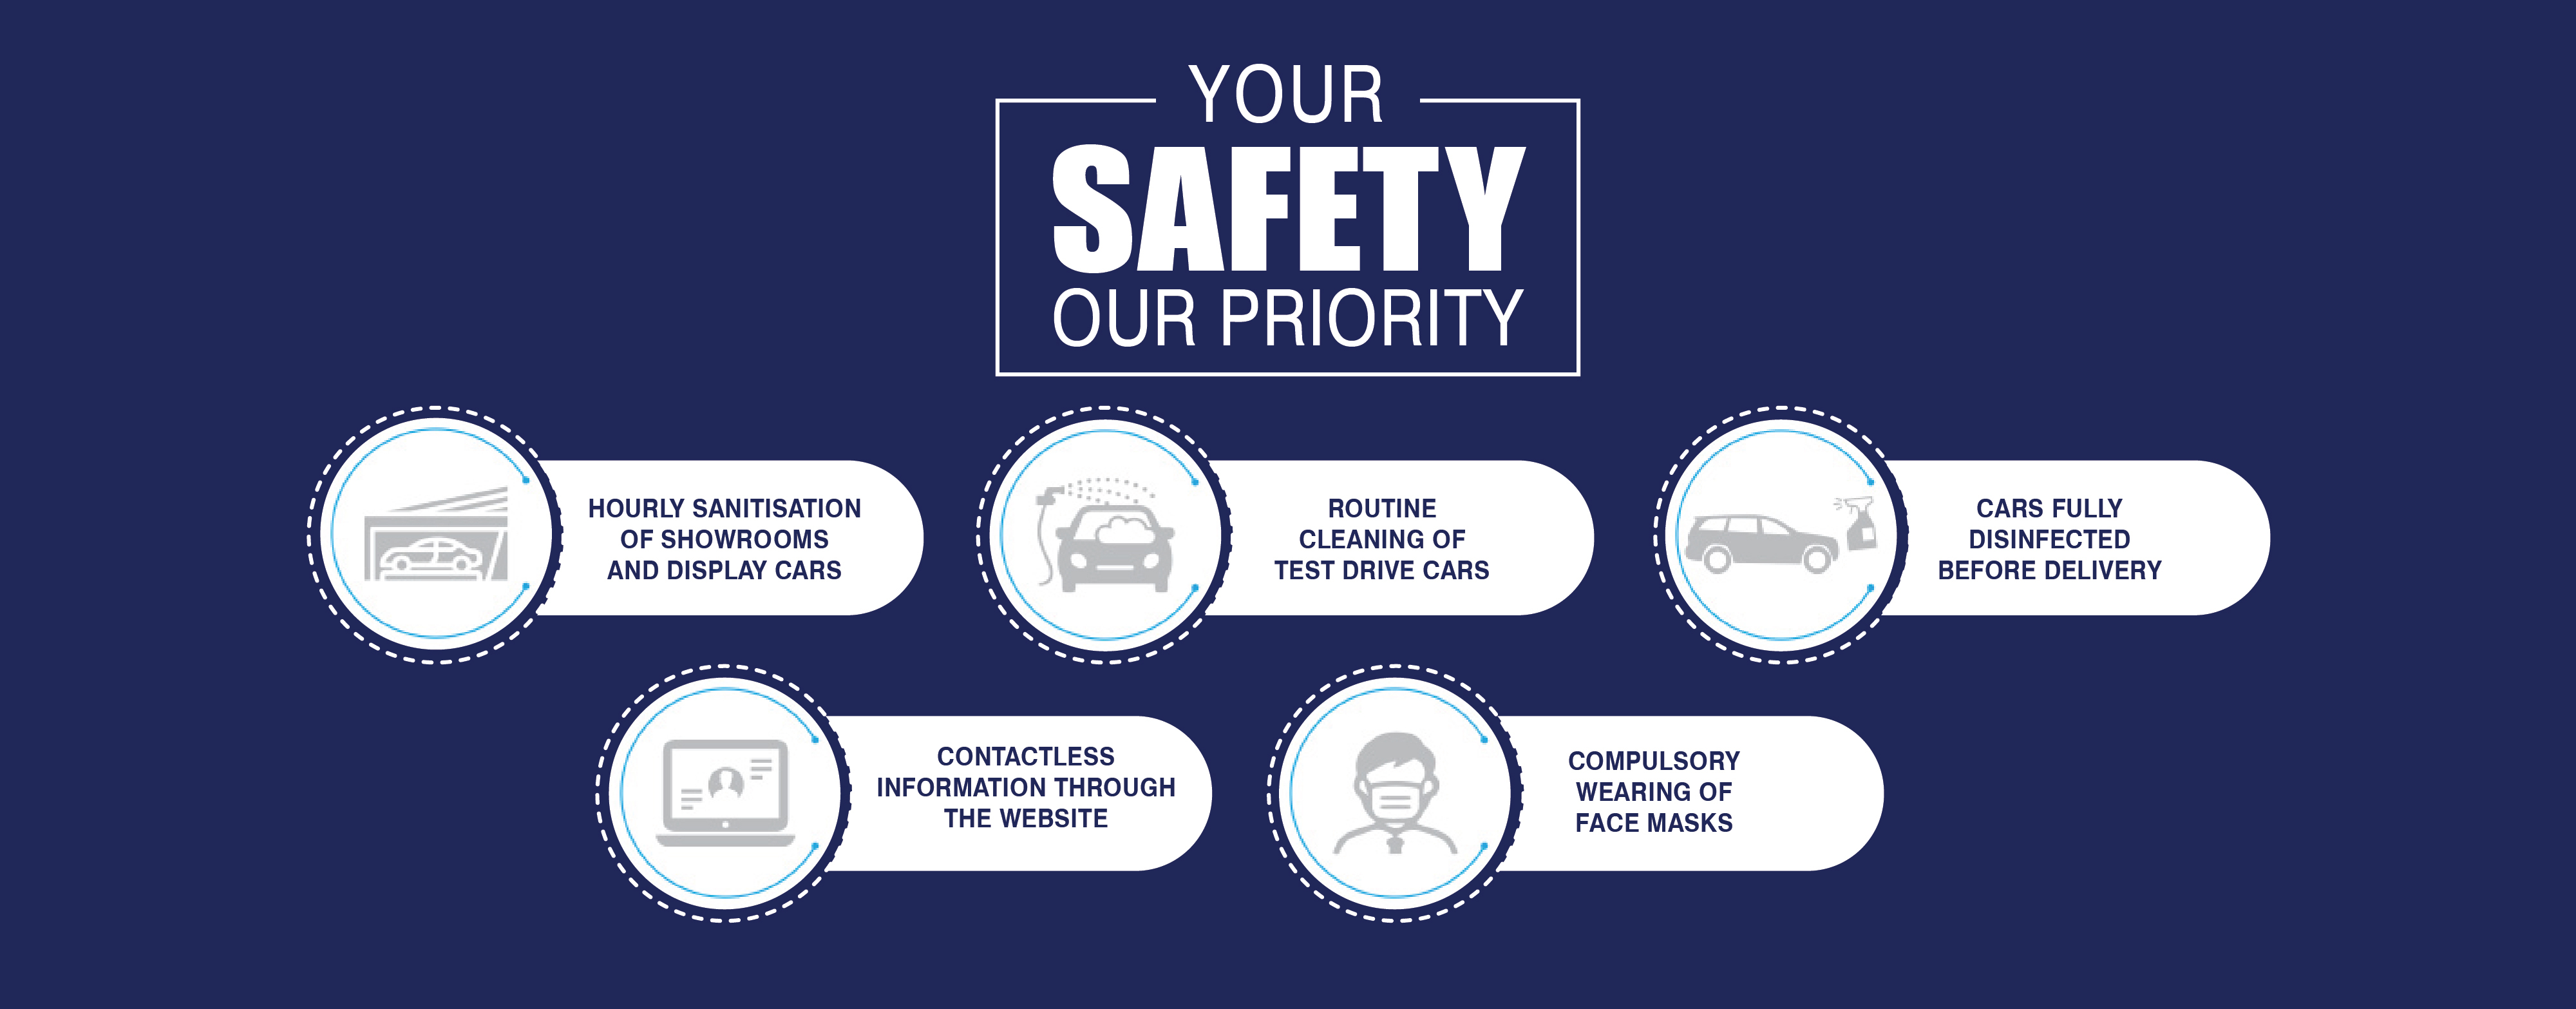 YOUR
SAFETY
OUR PRIORITY
HOURLY SANITISATION
OF SHOWROOMS
AND DISPLAY CARS
ROUTINE
CLEANING OF
TEST DRIVE CARS
CARS FULLY
DISINFECTED
BEFORE DELIVERY
CONTACTLESS
INFORMATION THROUGH
THE WEBSITE
COMPULSORY
WEARING OF
FACE MASKS